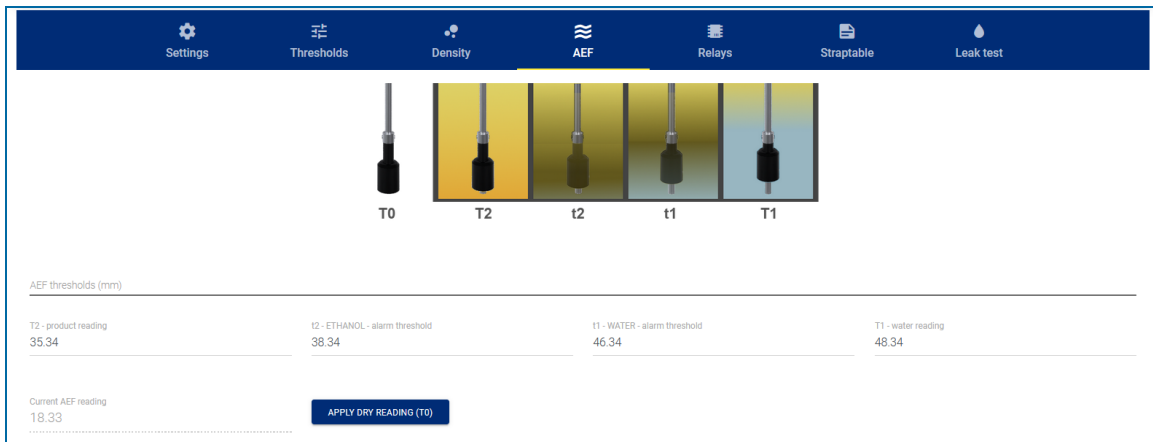 Settings Thresholds Density AEF Relays Straptable Leak test
T0 T2 t2 t1 T1
AEF thresholds (mm)
T2 - product reading t2 - ETHANOL - alarm threshold t1 - WATER - alarm threshold T1 - water reading
35.34 38.34 46.34 48.34
Current AEF reading
18.33 APPLY DRY READING (T0)